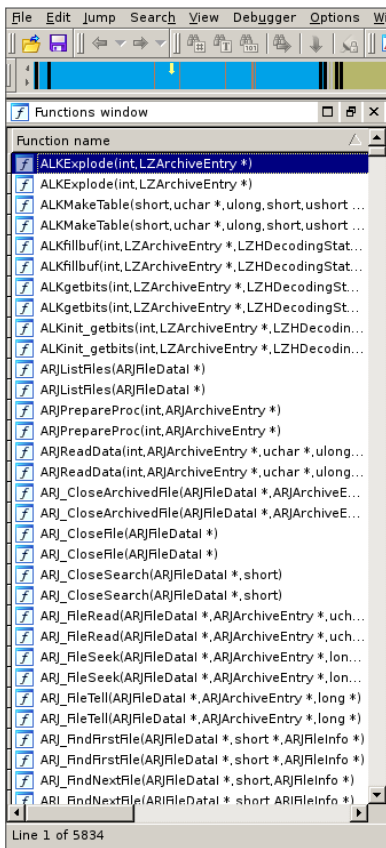 File Edit Jump Search View Debugger Options
Functions window
Function name
ALKExplode(int,LZArchiveEntry *)
ALKExplode(int,LZArchiveEntry *)
ALKMakeTable(short,uchar *,ulong,short,ushort ...
ALKMakeTable(short,uchar *,ulong,short,ushort ...
ALKfillbuf(int,LZArchiveEntry *,LZHDecodingStat...
ALKfillbuf(int,LZArchiveEntry *,LZHDecodingStat...
ALKgetbits(int,LZArchiveEntry *,LZHDecodingSt...
ALKgetbits(int,LZArchiveEntry *,LZHDecodingSt...
ALKinit_getbits(int,LZArchiveEntry *,LZHDecodin...
ALKinit_getbits(int,LZArchiveEntry *,LZHDecodin...
ARJListFiles(ARJFileDataI *)
ARJListFiles(ARJFileDataI *)
ARJPrepareProc(int,ARJArchiveEntry *)
ARJPrepareProc(int,ARJArchiveEntry *)
ARJReadData(int,ARJArchiveEntry *,uchar *,ulong...
ARJReadData(int,ARJArchiveEntry *,uchar *,ulong...
ARJ_CloseArchivedFile(ARJFileDataI *,ARJArchiveE...
ARJ_CloseArchivedFile(ARJFileDataI *,ARJArchiveE...
ARJ_CloseFile(ARJFileDataI *)
ARJ_CloseFile(ARJFileDataI *)
ARJ_CloseSearch(ARJFileDataI *,short)
ARJ_CloseSearch(ARJFileDataI *,short)
ARJ_FileRead(ARJFileDataI *,ARJArchiveEntry *,uch...
ARJ_FileRead(ARJFileDataI *,ARJArchiveEntry *,uch...
ARJ_FileSeek(ARJFileDataI *,ARJArchiveEntry *,lon...
ARJ_FileSeek(ARJFileDataI *,ARJArchiveEntry *,lon...
ARJ_FileTell(ARJFileDataI *,ARJArchiveEntry *,long *)
ARJ_FileTell(ARJFileDataI *,ARJArchiveEntry *,long *)
ARJ_FindFirstFile(ARJFileDataI *,short *,ARJFileInfo *)
ARJ_FindFirstFile(ARJFileDataI *,short *,ARJFileInfo *)
ARJ_FindNextFile(ARJFileDataI *,short,ARJFileInfo *)
ARJ_FindNextFile(ARJFileDataI *,short,ARJFileInfo *)
Line 1 of 5834